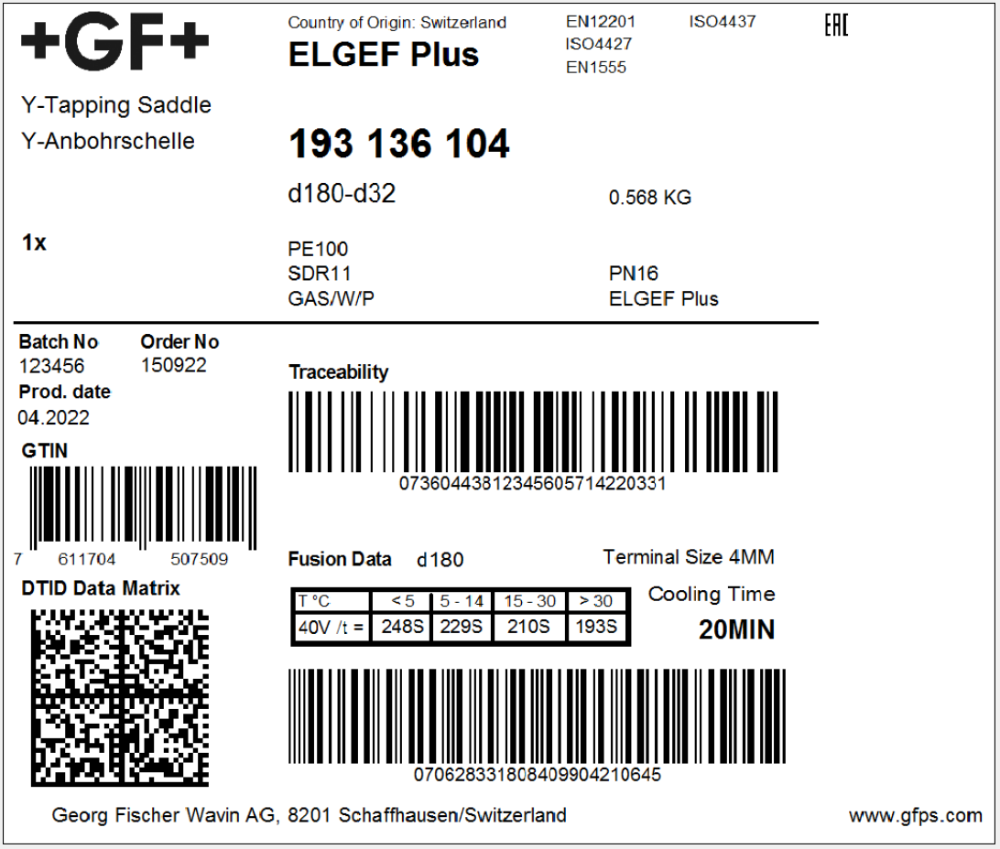 +GF+
Country of Origin: Switzerland
ELGEF Plus
EN12201 ISO4437
ISO4427
EN1555
EAC
Y-Tapping Saddle
Y-Anbohrschelle
193 136 104
d180-d32
0.568 KG
1x
PE100
SDR11 PN16
GAS/W/P ELGEF Plus
Batch No Order No
123456 150922
Prod. date
04.2022
GTIN
7 611704 507509
DTID Data Matrix
Traceability
07360443812345605714220331
Fusion Data d180 Terminal Size 4MM
T °C < 5 5 - 14 15 - 30 > 30
40V /t = 248S 229S 210S 193S
Cooling Time
20MIN
070628331808409904210645
Georg Fischer Wavin AG, 8201 Schaffhausen/Switzerland
www.gfps.com